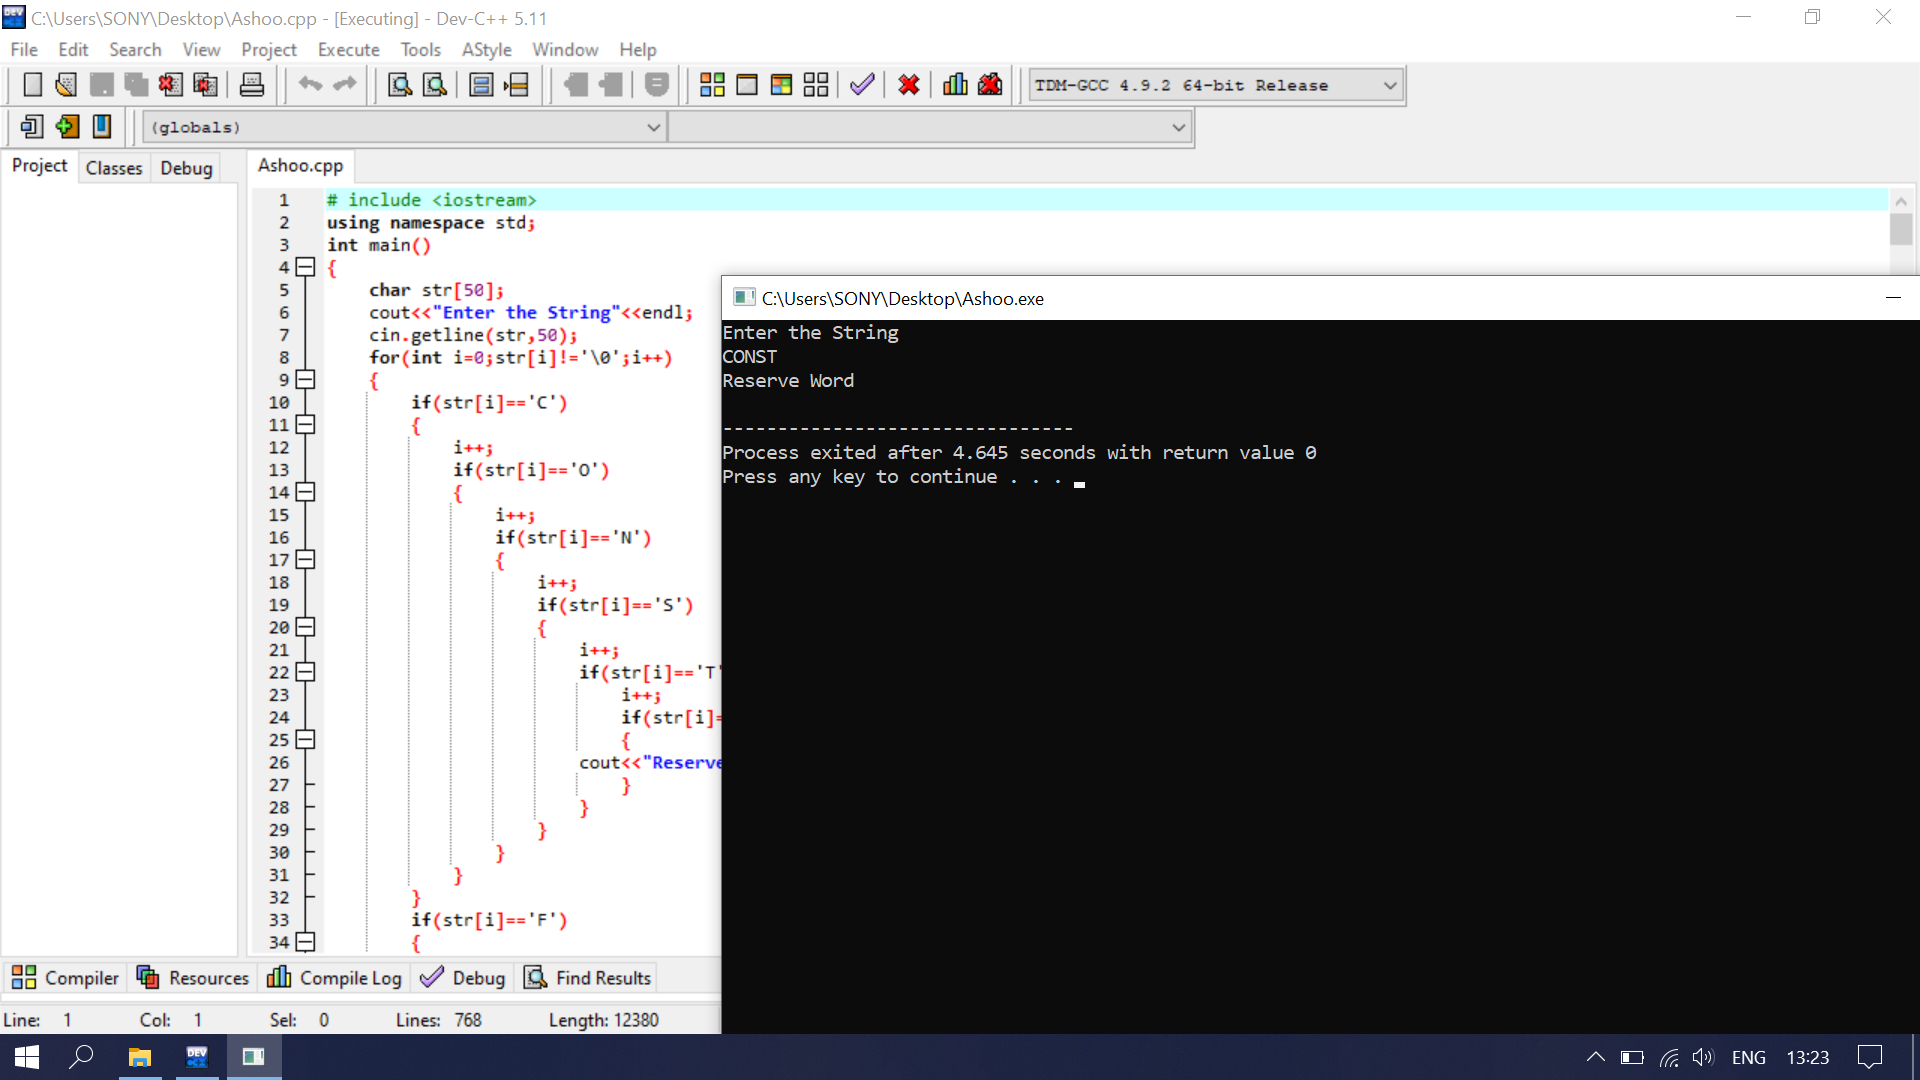 C:\Users\SONY\Desktop\Ashoo.cpp - [Executing] - Dev-C++ 5.11
File Edit Search View Project Execute Tools AStyle Window Help
TDM-GCC 4.9.2 64-bit Release
(globals)
Project Classes Debug
Ashoo.cpp
1 # include <iostream>
2 using namespace std;
3 int main()
4 {
5 char str[50];
6 cout<<"Enter the String"<<endl;
7 cin.getline(str,50);
8 for(int i=0;str[i]!='\0';i++)
9 {
10 if(str[i]=='C')
11 {
12 i++;
13 if(str[i]=='O')
14 {
15 i++;
16 if(str[i]=='N')
17 {
18 i++;
19 if(str[i]=='S')
20 {
21 i++;
22 if(str[i]=='T'
23 i++;
24 if(str[i]=
25 {
26 cout<<"Reserve
27 }
28 }
29 }
30 }
31 }
32 }
33 if(str[i]=='F')
34 {
C:\Users\SONY\Desktop\Ashoo.exe
Enter the String
CONST
Reserve Word
--------------------------------
Process exited after 4.645 seconds with return value 0
Press any key to continue . . .
Compiler Resources Compile Log Debug Find Results
Line: 1 Col: 1 Sel: 0 Lines: 768 Length: 12380
DEV
ENG 13:23